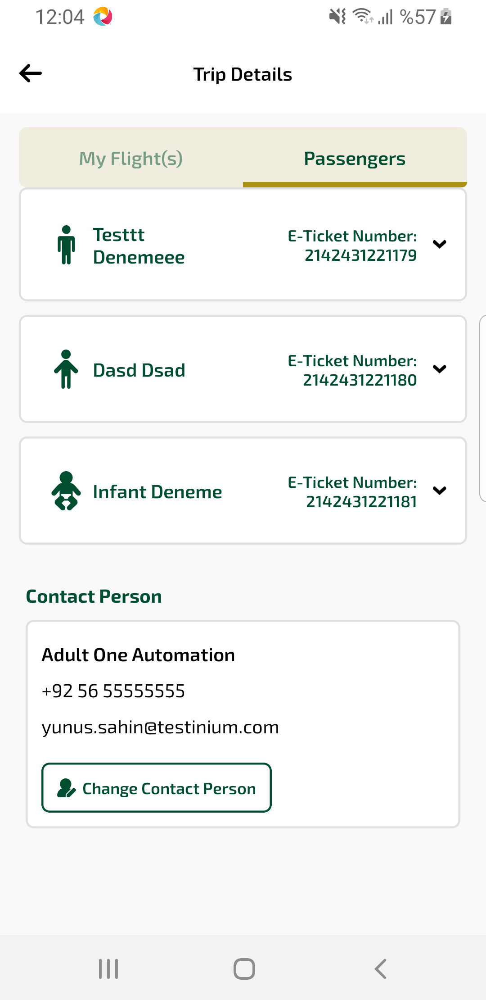 12:04
%57
Trip Details
My Flight(s)
Passengers
Testtt
Denemeee
E-Ticket Number:
2142431221179
Dasd Dsad
E-Ticket Number:
2142431221180
Infant Deneme
E-Ticket Number:
2142431221181
Contact Person
Adult One Automation
+92 56 55555555
yunus.sahin@testinium.com
Change Contact Person